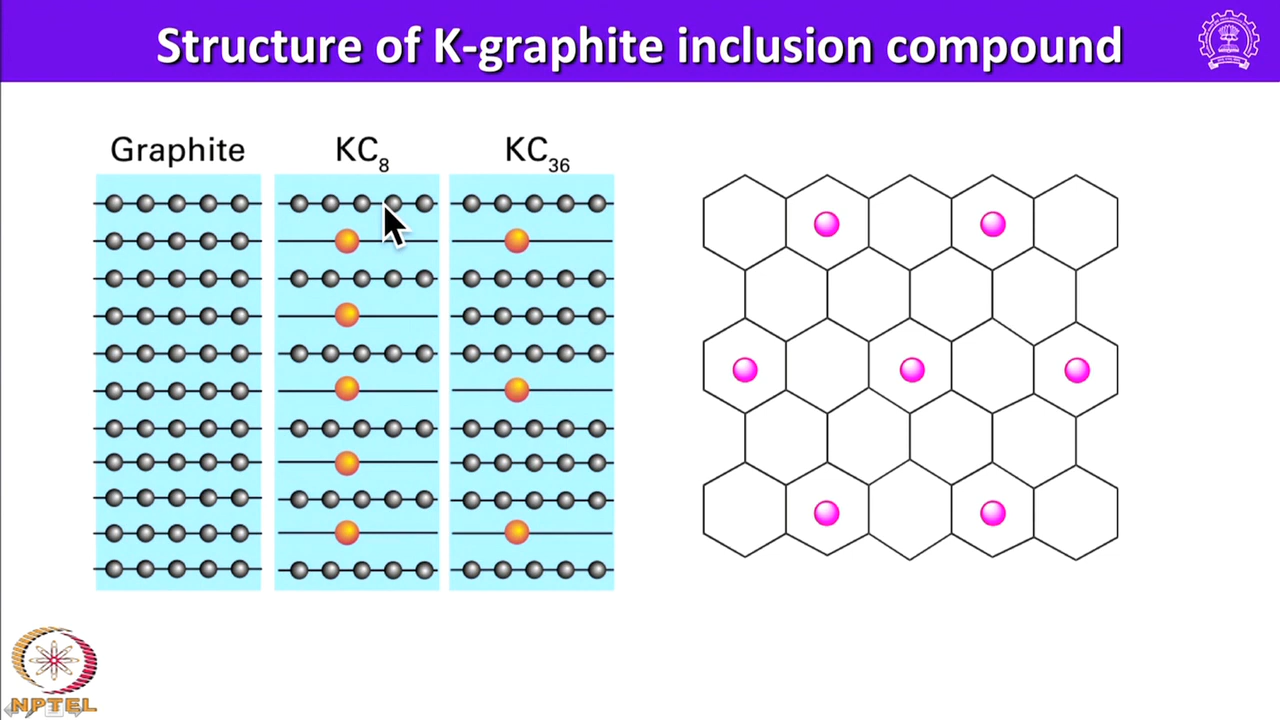 Structure of K-graphite inclusion compound
Graphite
KC8
KC36
NPTEL